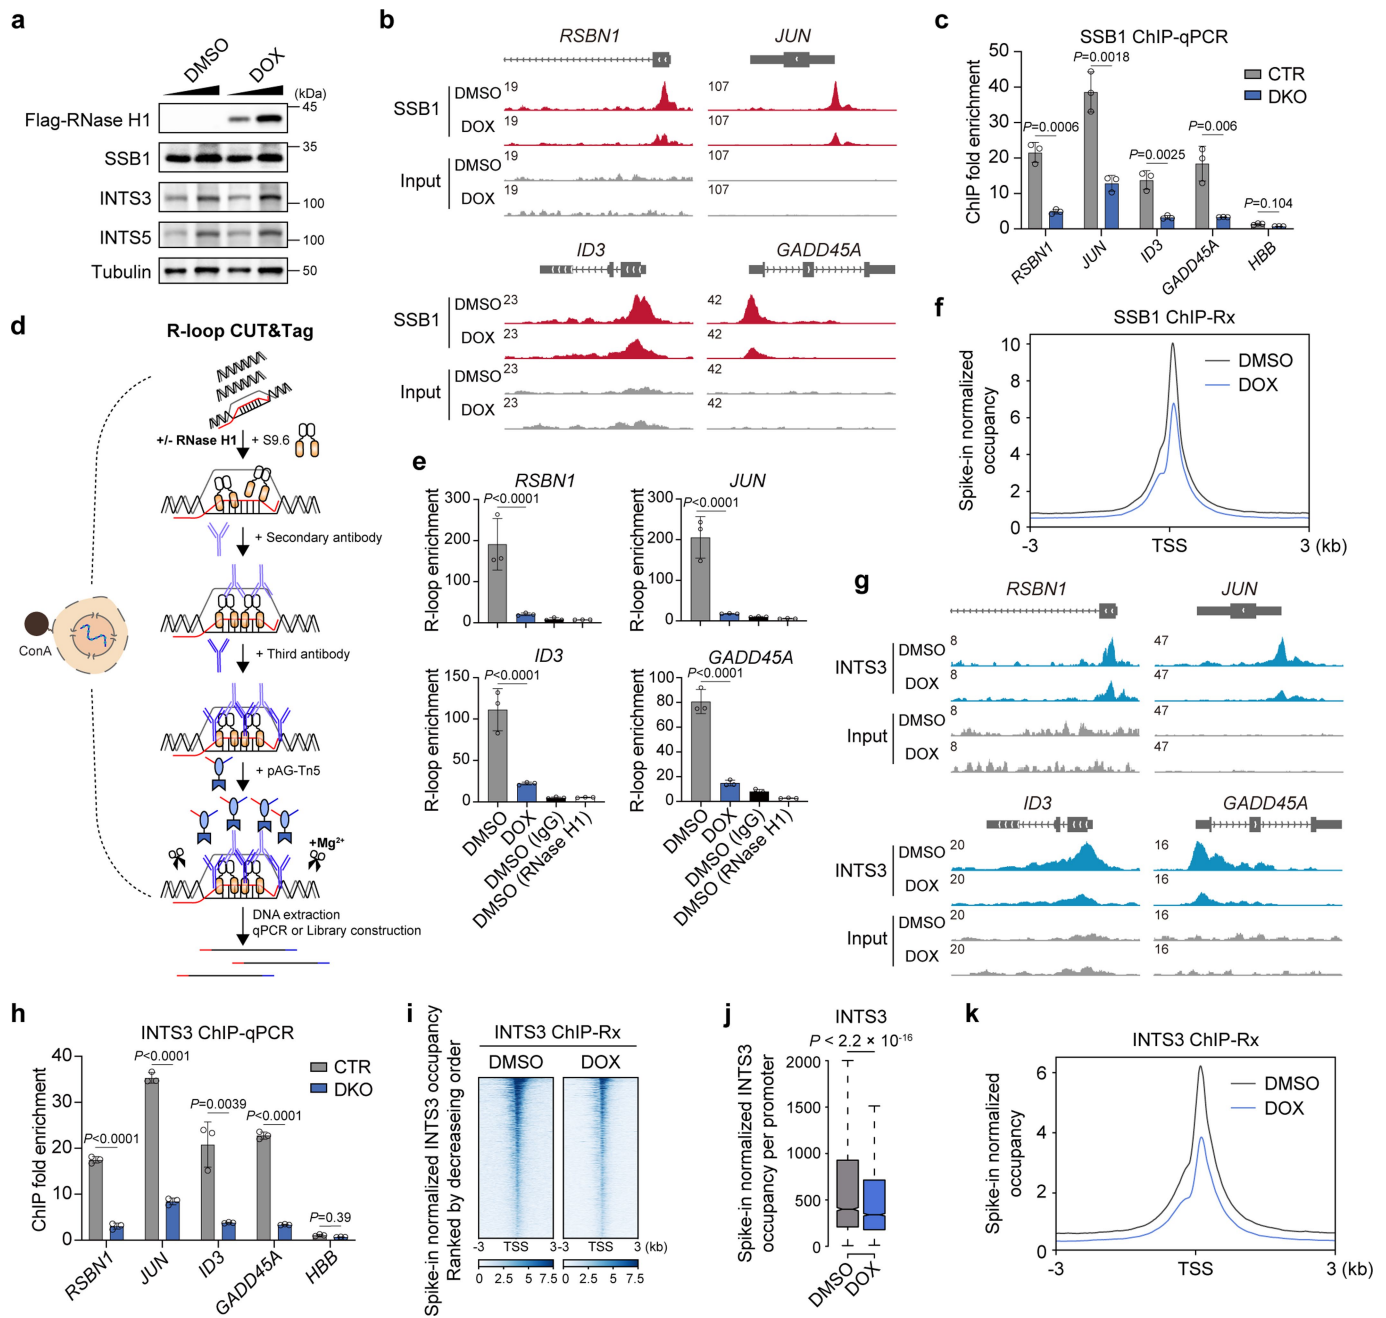 a
DMSO
DOX
(kDa)
Flag-RNase H1
45
SSB1
35
INTS3
100
INTS5
100
Tubulin
50
b
RSBN1
JUN
SSB1
DMSO
19
107
DOX
19
107
Input
DMSO
19
107
DOX
19
107
ID3
GADD45A
SSB1
DMSO
23
42
DOX
23
42
Input
DMSO
23
42
DOX
23
42
c
SSB1 ChIP-qPCR
ChIP fold enrichment
50
40
30
20
10
0
P=0.0006
P=0.0018
P=0.0025
P=0.006
P=0.104
CTR
DKO
RSBN1
JUN
ID3
GADD45A
HBB
d
R-loop CUT&Tag
+/- RNase H1
+ S9.6
+ Secondary antibody
ConA
+ Third antibody
+ pAG-Tn5
+Mg²⁺
DNA extraction
qPCR or Library construction
e
RSBN1
R-loop enrichment
300
200
100
0
P<0.0001
JUN
R-loop enrichment
300
200
100
0
P<0.0001
ID3
R-loop enrichment
150
100
50
0
P<0.0001
DMSO
DOX
DMSO (IgG)
DMSO (RNase H1)
GADD45A
R-loop enrichment
100
80
60
40
20
0
P<0.0001
DMSO
DOX
DMSO (IgG)
DMSO (RNase H1)
f
SSB1 ChIP-Rx
Spike-in normalized
occupancy
10
8
6
4
2
0
DMSO
DOX
-3
TSS
3 (kb)
g
RSBN1
JUN
INTS3
DMSO
8
47
DOX
8
47
Input
DMSO
8
47
DOX
8
47
ID3
GADD45A
INTS3
DMSO
20
16
DOX
20
16
Input
DMSO
20
16
DOX
20
16
h
INTS3 ChIP-qPCR
ChIP fold enrichment
40
30
20
10
0
P<0.0001
P<0.0001
P=0.0039
P<0.0001
P=0.39
CTR
DKO
RSBN1
JUN
ID3
GADD45A
HBB
i
INTS3 ChIP-Rx
DMSO
DOX
Spike-in normalized INTS3 occupancy
Ranked by decreaseing order
-3
TSS
3
-3
TSS
3 (kb)
0
2.5
5
7.5
0
2.5
5
7.5
j
INTS3
P < 2.2 × 10⁻¹⁶
Spike-in normalized INTS3
occupancy per promoter
2000
1500
1000
500
0
DMSO
DOX
k
INTS3 ChIP-Rx
Spike-in normalized
occupancy
6
4
2
0
DMSO
DOX
-3
TSS
3 (kb)